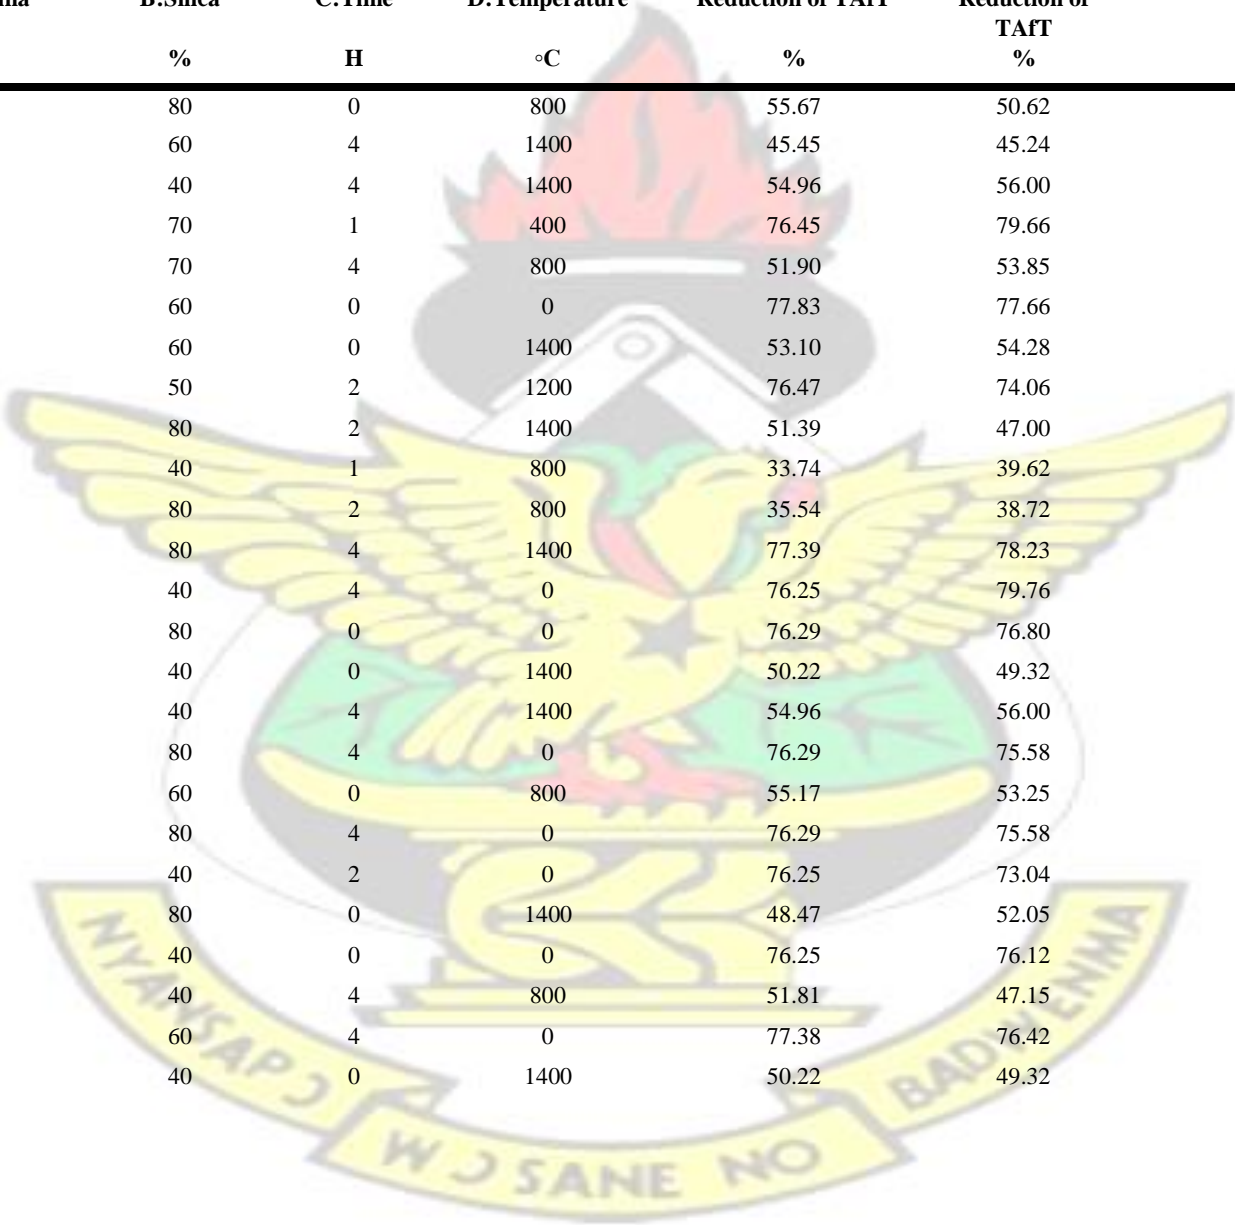 B:Silica C:Time D:Temperature Reduction of TAfT Reduction of
TAfT
% H ◦C % %
80 0 800 55.67 50.62
60 4 1400 45.45 45.24
40 4 1400 54.96 56.00
70 1 400 76.45 79.66
70 4 800 51.90 53.85
60 0 0 77.83 77.66
60 0 1400 53.10 54.28
50 2 1200 76.47 74.06
80 2 1400 51.39 47.00
40 1 800 33.74 39.62
80 2 800 35.54 38.72
80 4 1400 77.39 78.23
40 4 0 76.25 79.76
80 0 0 76.29 76.80
40 0 1400 50.22 49.32
40 4 1400 54.96 56.00
80 4 0 76.29 75.58
60 0 800 55.17 53.25
80 4 0 76.29 75.58
40 2 0 76.25 73.04
80 0 1400 48.47 52.05
40 0 0 76.25 76.12
40 4 800 51.81 47.15
60 4 0 77.38 76.42
40 0 1400 50.22 49.32
NYANSAPƆ WƆSANE NO BADWENMA